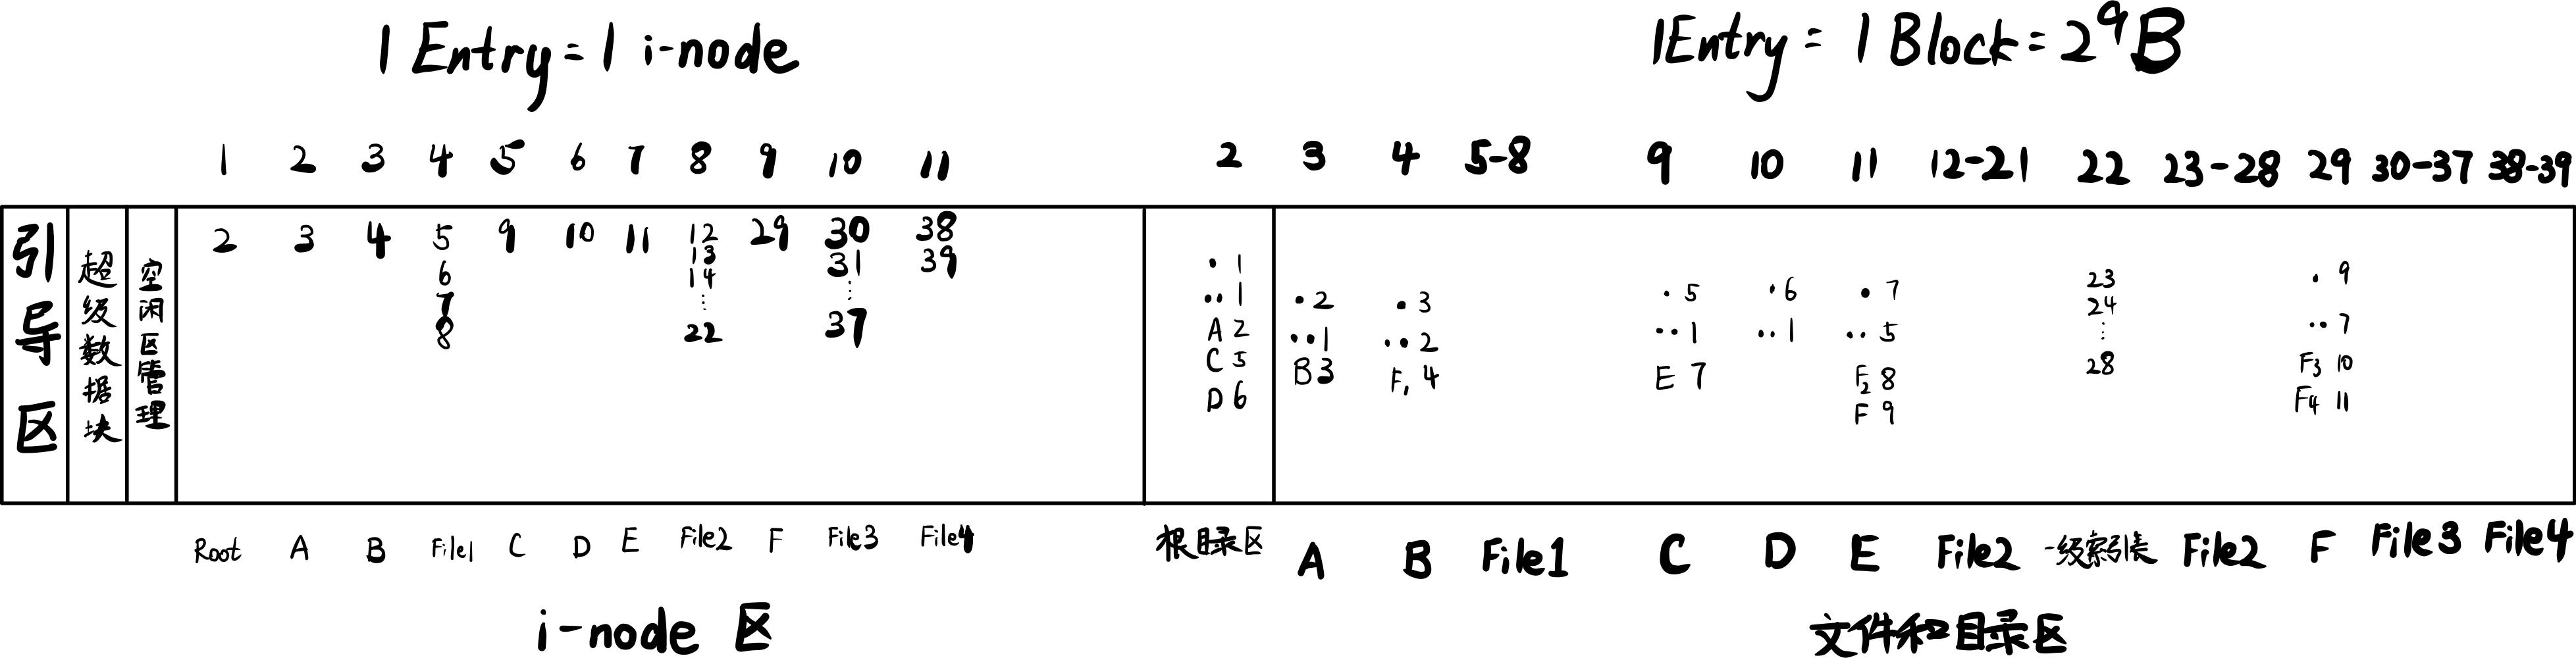 1 Entry = 1 i-node
1Entry = 1 Block = 2⁹B
1 2 3 4 5 6 7 8 9 10 11 2 3 4 5-8 9 10 11 12-21 22 23-28 29 30-37 38-39
引导区
超级数据块
空闲区管理
2
3
4
5
6
7
8
9
10
11
12
13
14
⋮
22
29
30
31
⋮
37
38
39
. 1
.. 1
A 2
C 5
D 6
. 2
.. 1
B 3
. 3
.. 2
F₁ 4
. 5
.. 1
E 7
. 6
.. 1
. 7
.. 5
F₂ 8
F 9
23
24
⋮
28
. 9
.. 7
F3 10
F4 11
Root A B File1 C D E File2 F File3 File4 根目录区 A B File1 C D E File2 一级索引表 File2 F File3 File4
i-node 区
文件和目录区